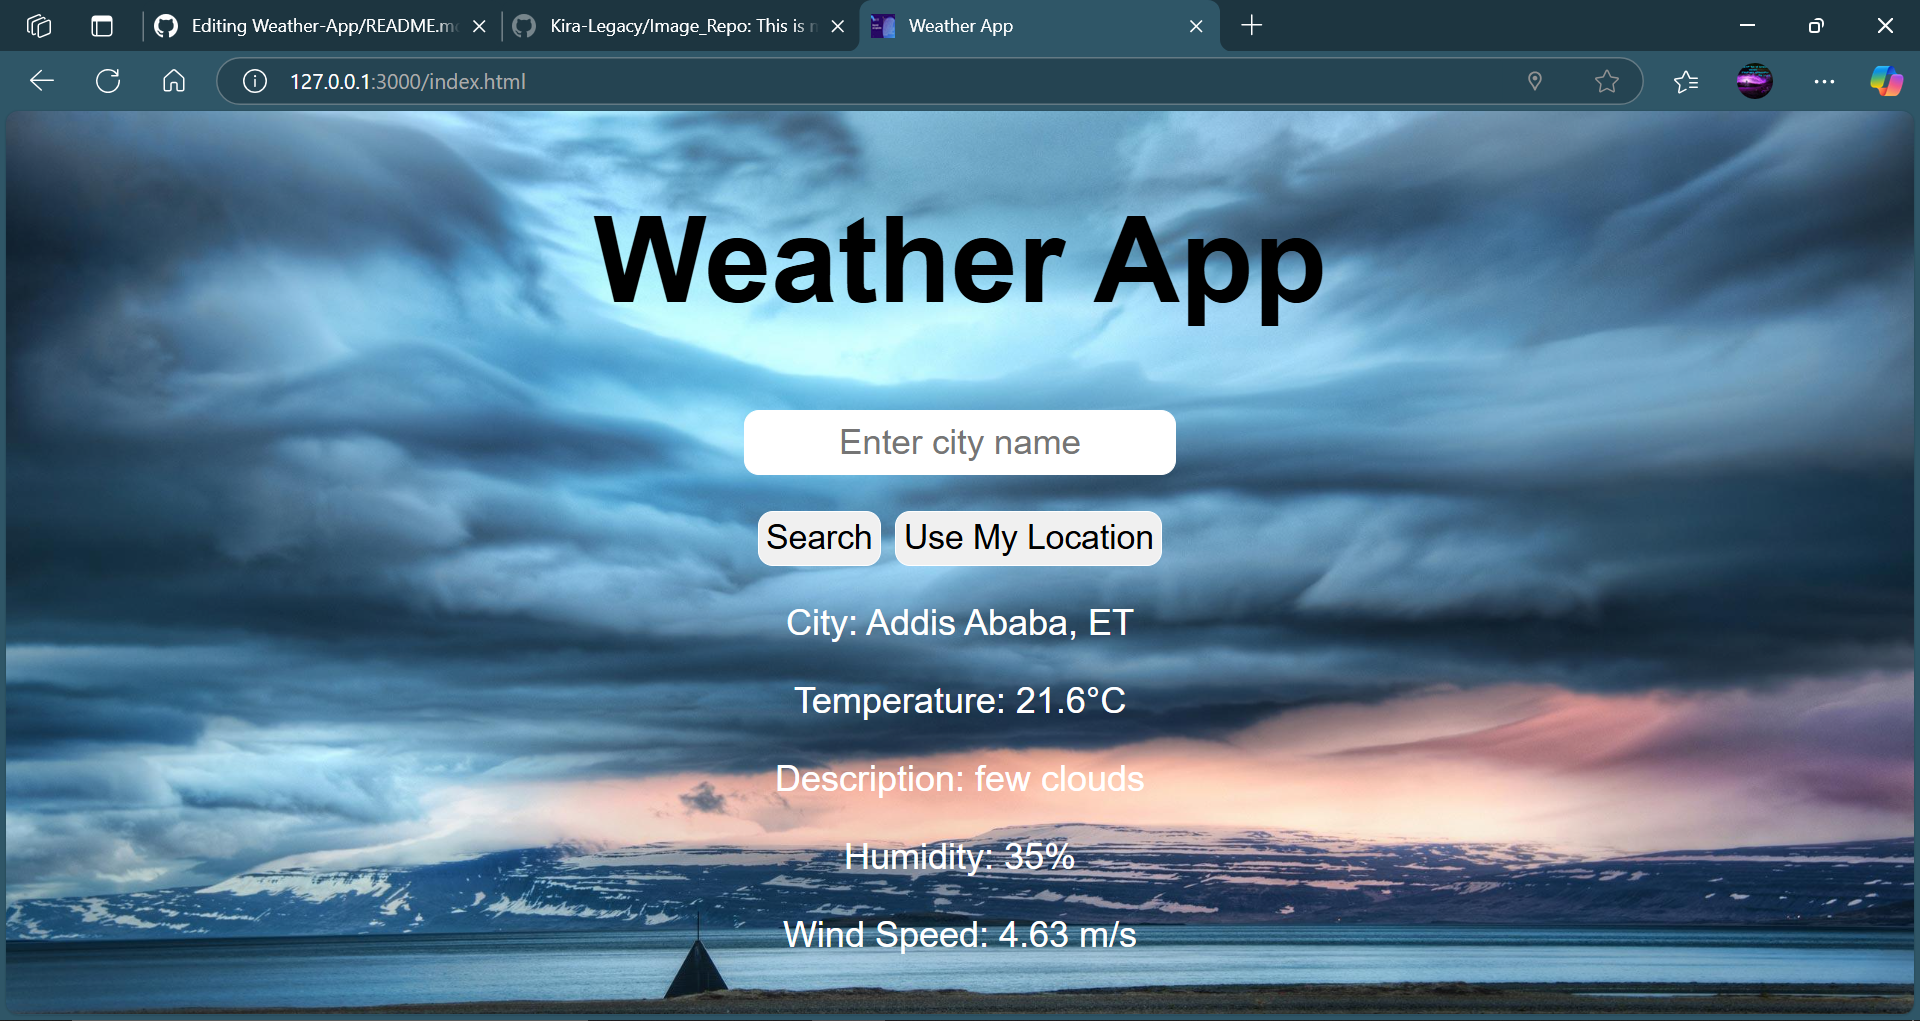 Editing Weather-App/README.m
Kira-Legacy/Image_Repo: This is
Weather App
127.0.0.1:3000/index.html
Weather App
Enter city name
Search Use My Location
City: Addis Ababa, ET
Temperature: 21.6°C
Description: few clouds
Humidity: 35%
Wind Speed: 4.63 m/s